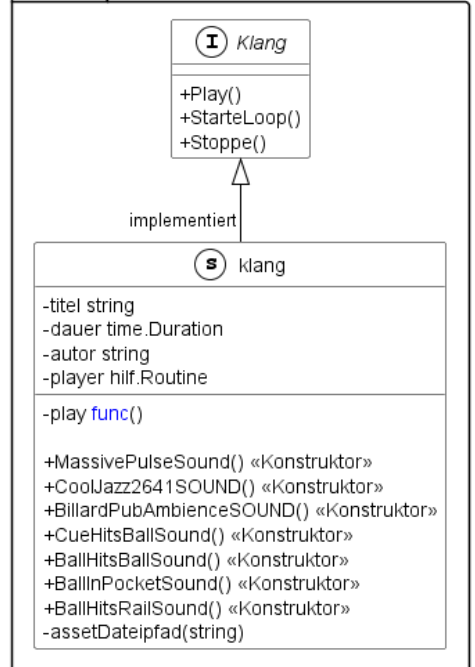 I Klang
+Play()
+StarteLoop()
+Stoppe()
implementiert
S klang
-titel string
-dauer time.Duration
-autor string
-player hilf.Routine
-play func()
+MassivePulseSound() «Konstruktor»
+CoolJazz2641SOUND() «Konstruktor»
+BillardPubAmbienceSOUND() «Konstruktor»
+CueHitsBallSound() «Konstruktor»
+BallHitsBallSound() «Konstruktor»
+BallInPocketSound() «Konstruktor»
+BallHitsRailSound() «Konstruktor»
-assetDateipfad(string)